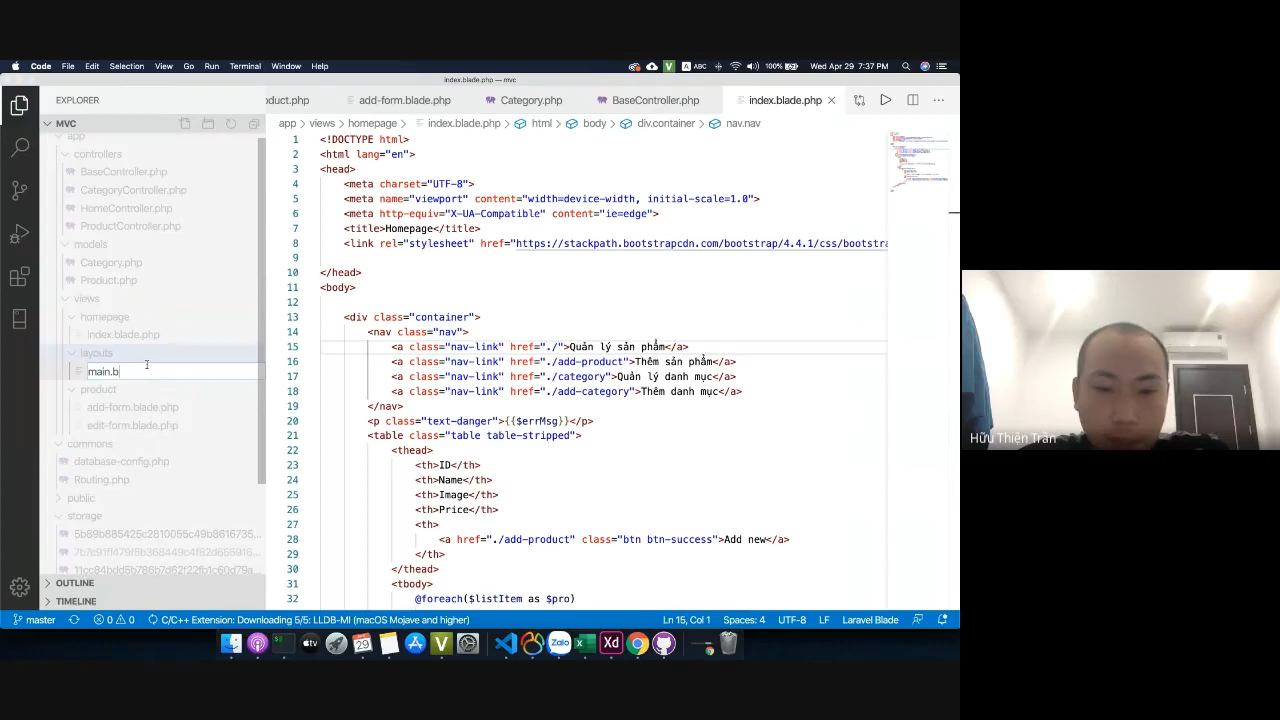 Code File Edit Selection View Go Run Terminal Window Help
V A ABC 100% Wed Apr 29 7:37 PM
index.blade.php — mvc
EXPLORER
oduct.php add-form.blade.php Category.php BaseController.php index.blade.php
MVC
app > views > homepage > index.blade.php > html > body > div.container > nav.nav
app
controllers
BaseController.php
CategoryController.php
HomeController.php
ProductController.php
models
Category.php
Product.php
views
homepage
index.blade.php
layouts
main.b
product
add-form.blade.php
edit-form.blade.php
commons
database-config.php
Routing.php
public
storage
5b89b885425c2810055c49b8616735...
OUTLINE
TIMELINE
1 <!DOCTYPE html>
2 <html lang="en">
3 <head>
4 <meta charset="UTF-8">
5 <meta name="viewport" content="width=device-width, initial-scale=1.0">
6 <meta http-equiv="X-UA-Compatible" content="ie=edge">
7 <title>Homepage</title>
8 <link rel="stylesheet" href="https://stackpath.bootstrapcdn.com/bootstrap/4.4.1/css/bootstra
9
10 </head>
11 <body>
12
13 <div class="container">
14 <nav class="nav">
15 <a class="nav-link" href="./">Quản lý sản phẩm</a>
16 <a class="nav-link" href="./add-product">Thêm sản phẩm</a>
17 <a class="nav-link" href="./category">Quản lý danh mục</a>
18 <a class="nav-link" href="./add-category">Thêm danh mục</a>
19 </nav>
20 <p class="text-danger">{{$errMsg}}</p>
21 <table class="table table-stripped">
22 <thead>
23 <th>ID</th>
24 <th>Name</th>
25 <th>Image</th>
26 <th>Price</th>
27 <th>
28 <a href="./add-product" class="btn btn-success">Add new</a>
29 </th>
30 </thead>
31 <tbody>
32 @foreach($listItem as $pro)
master 0 0 C/C++ Extension: Downloading 5/5: LLDB-MI (macOS Mojave and higher) Ln 15, Col 1 Spaces: 4 UTF-8 LF Laravel Blade
29 tv V Zalo Xd
Hữu Thiện Trần